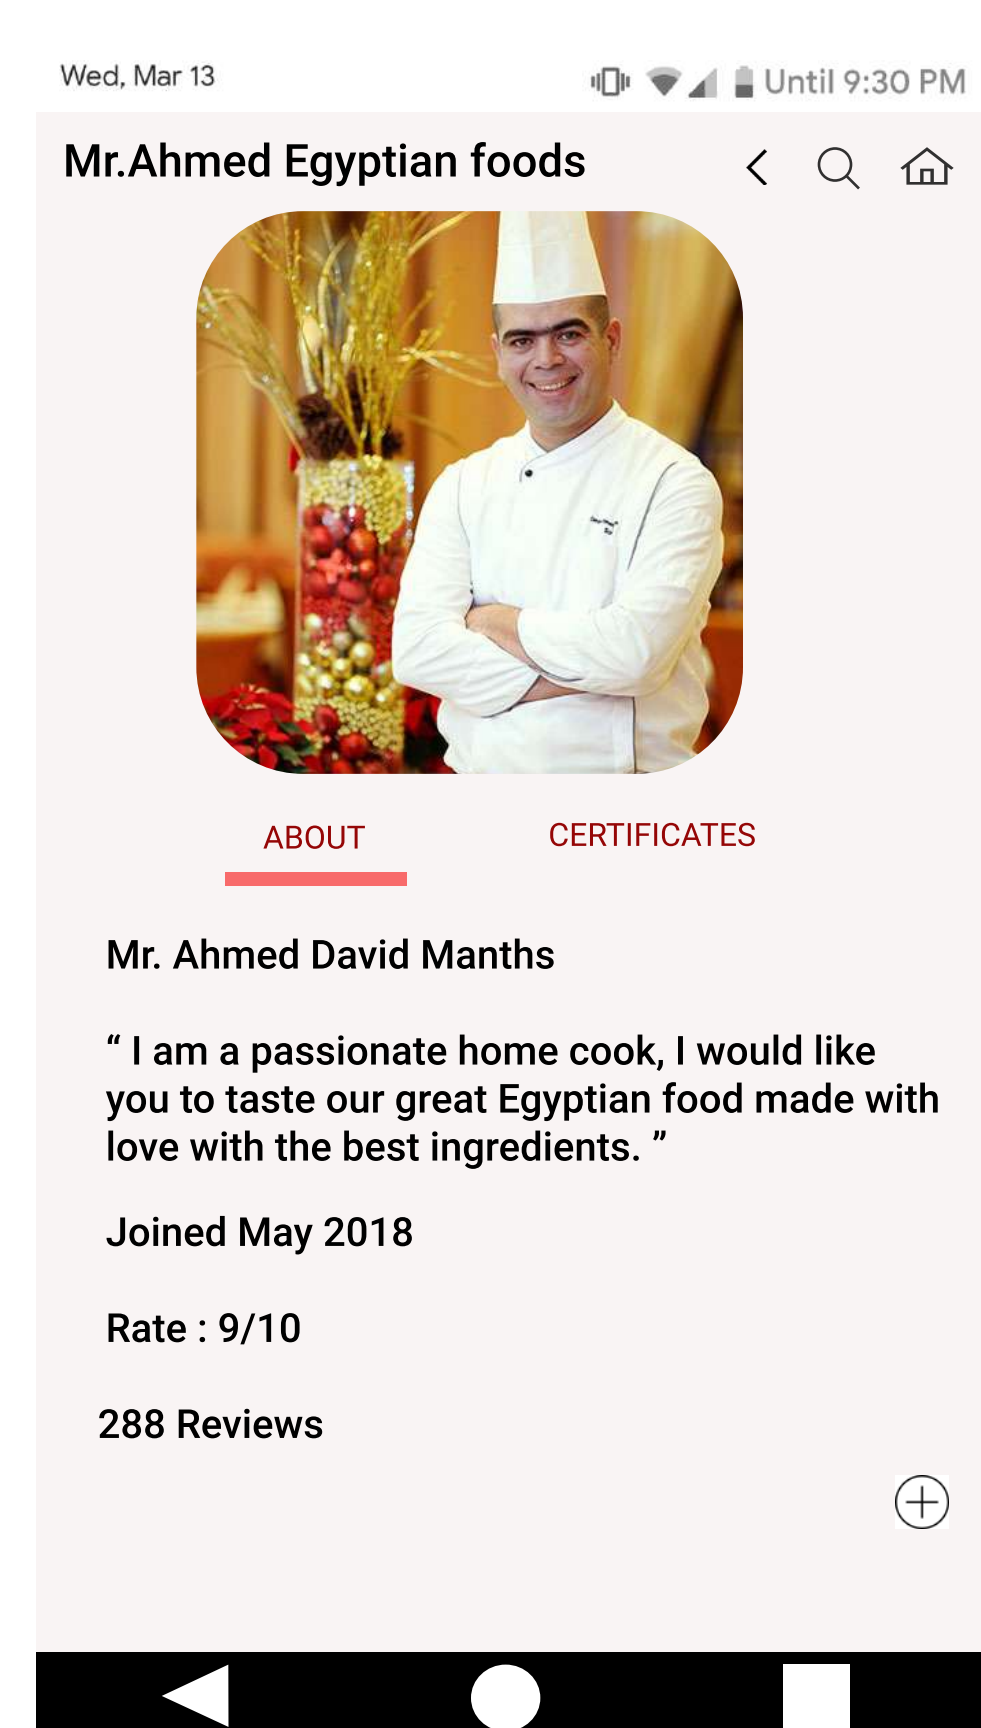 Wed, Mar 13
Until 9:30 PM
Mr.Ahmed Egyptian foods
ABOUT
CERTIFICATES
Mr. Ahmed David Manths
“ I am a passionate home cook, I would like
you to taste our great Egyptian food made with
love with the best ingredients. ”
Joined May 2018
Rate : 9/10
288 Reviews